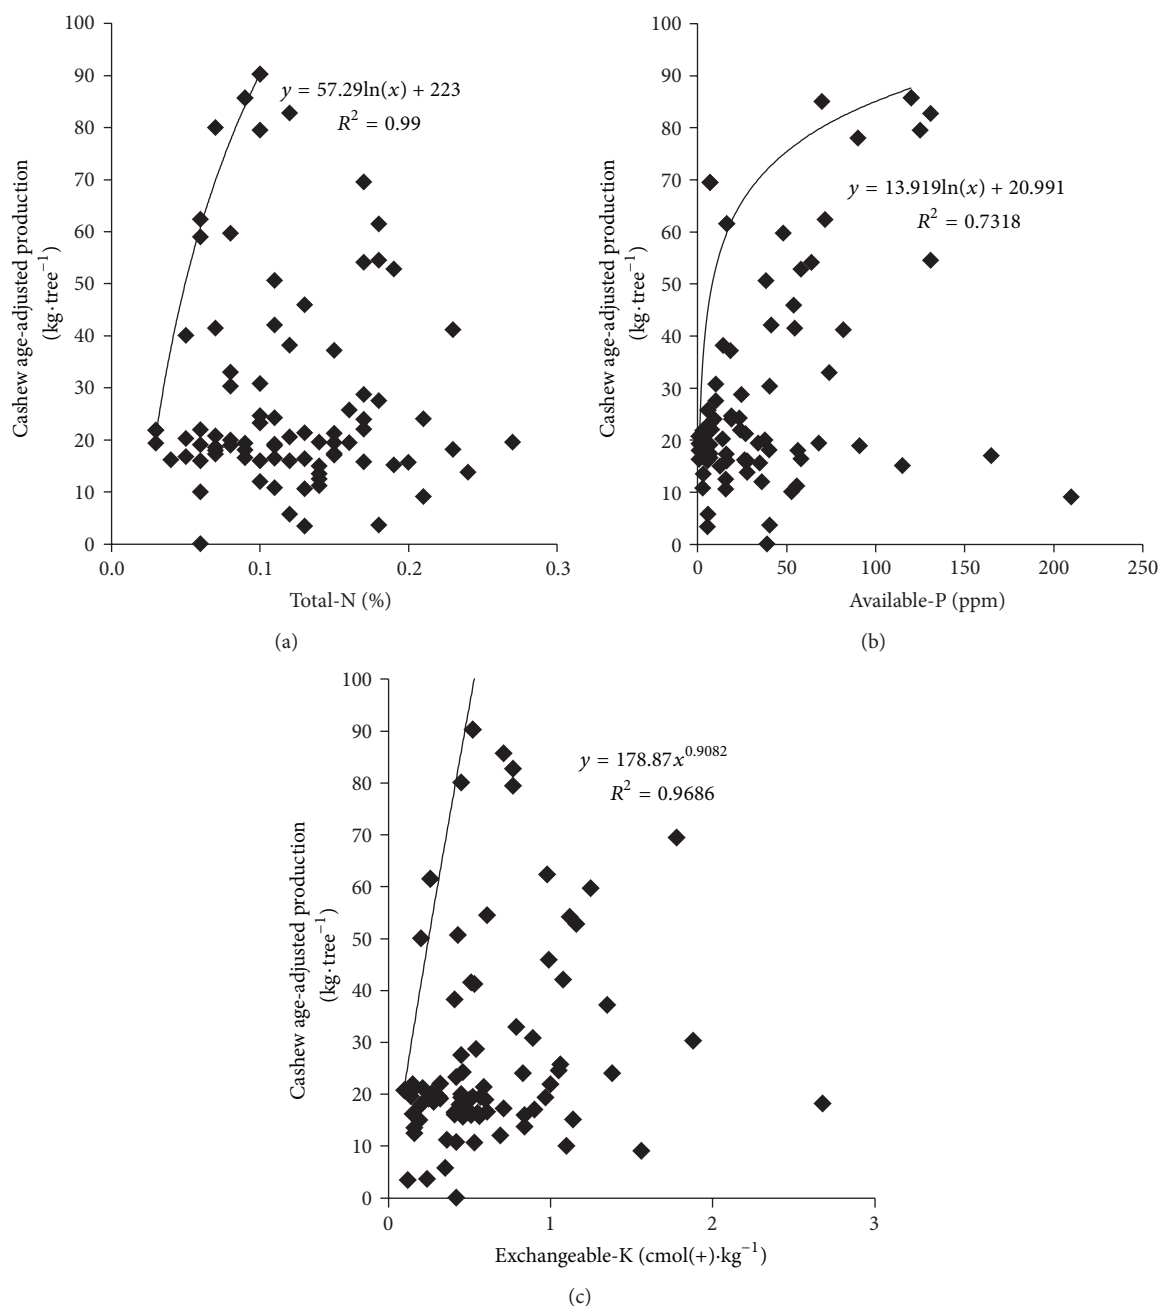 100
90
80
70
60
50
40
30
20
10
0
Cashew age-adjusted production
(kg·tree⁻¹)
y = 57.29ln(x) + 223
R² = 0.99
0.0 0.1 0.2 0.3
Total-N (%)
(a)
100
90
80
70
60
50
40
30
20
10
0
Cashew age-adjusted production
(kg·tree⁻¹)
y = 13.919ln(x) + 20.991
R² = 0.7318
0 50 100 150 200 250
Available-P (ppm)
(b)
100
90
80
70
60
50
40
30
20
10
0
Cashew age-adjusted production
(kg·tree⁻¹)
y = 178.87x⁰·⁹⁰⁸²
R² = 0.9686
0 1 2 3
Exchangeable-K (cmol(+)·kg⁻¹)
(c)